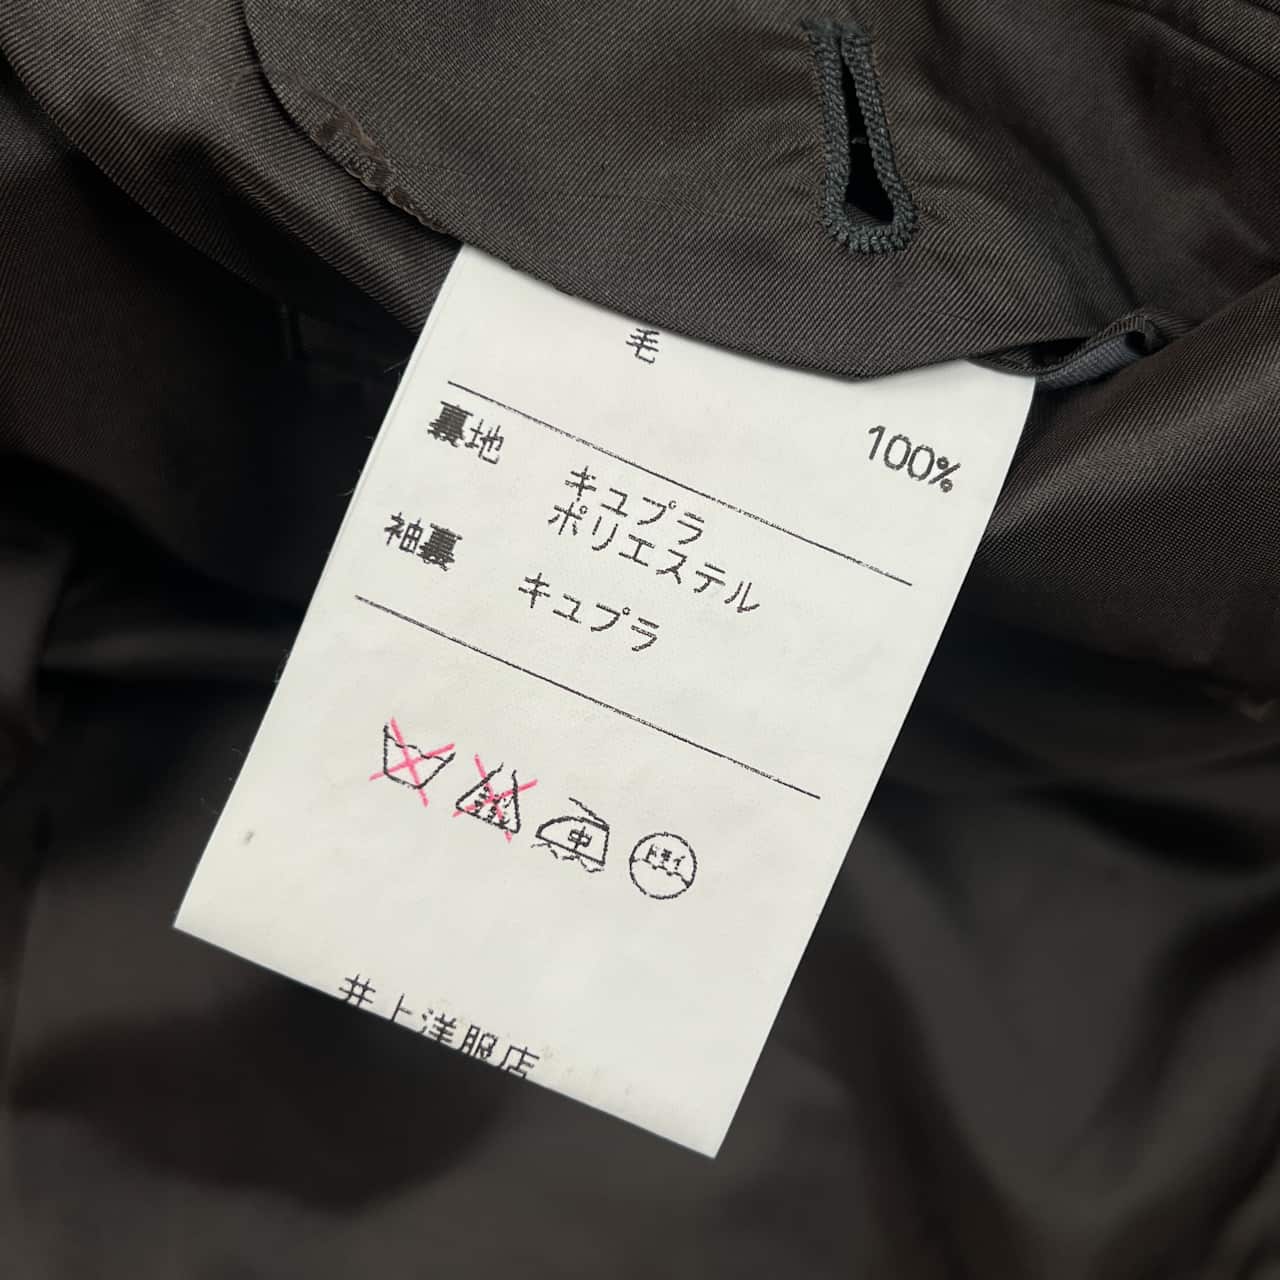 毛 100%
裏地 キュプラ
ポリエステル
袖裏 キュプラ
中
ドライ
井上洋服店